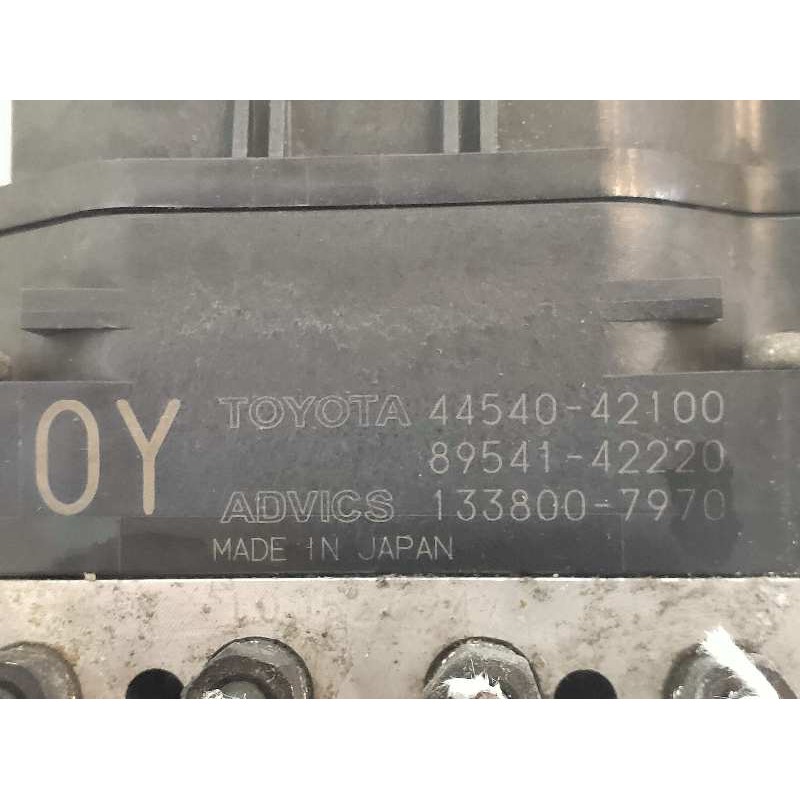 0Y
TOYOTA 44540-42100
89541-42220
ADVICS 133800-7970
MADE IN JAPAN